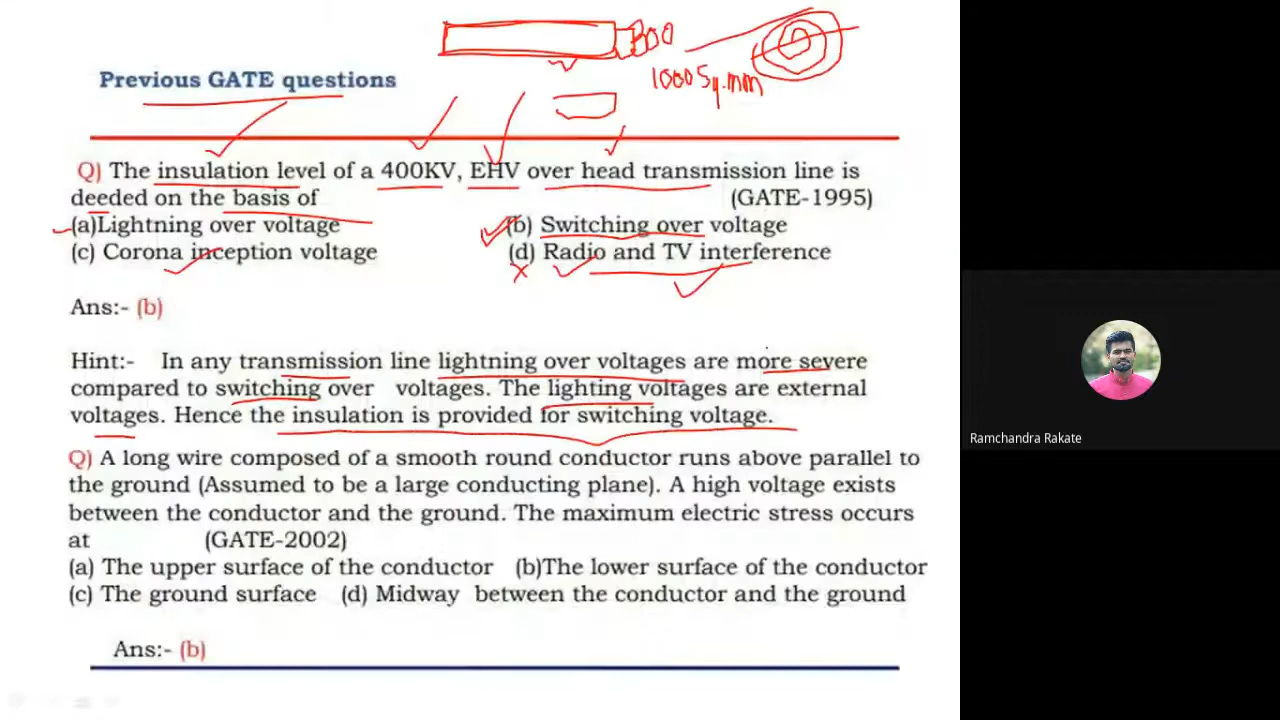 300
1000 Sq.mm
Previous GATE questions
Q) The insulation level of a 400KV, EHV over head transmission line is
deeded on the basis of (GATE-1995)
(a)Lightning over voltage (b) Switching over voltage
(c) Corona inception voltage (d) Radio and TV interference
Ans:- (b)
Hint:- In any transmission line lightning over voltages are more severe
compared to switching over voltages. The lighting voltages are external
voltages. Hence the insulation is provided for switching voltage.
Q) A long wire composed of a smooth round conductor runs above parallel to
the ground (Assumed to be a large conducting plane). A high voltage exists
between the conductor and the ground. The maximum electric stress occurs
at (GATE-2002)
(a) The upper surface of the conductor (b)The lower surface of the conductor
(c) The ground surface (d) Midway between the conductor and the ground
Ans:- (b)
Ramchandra Rakate